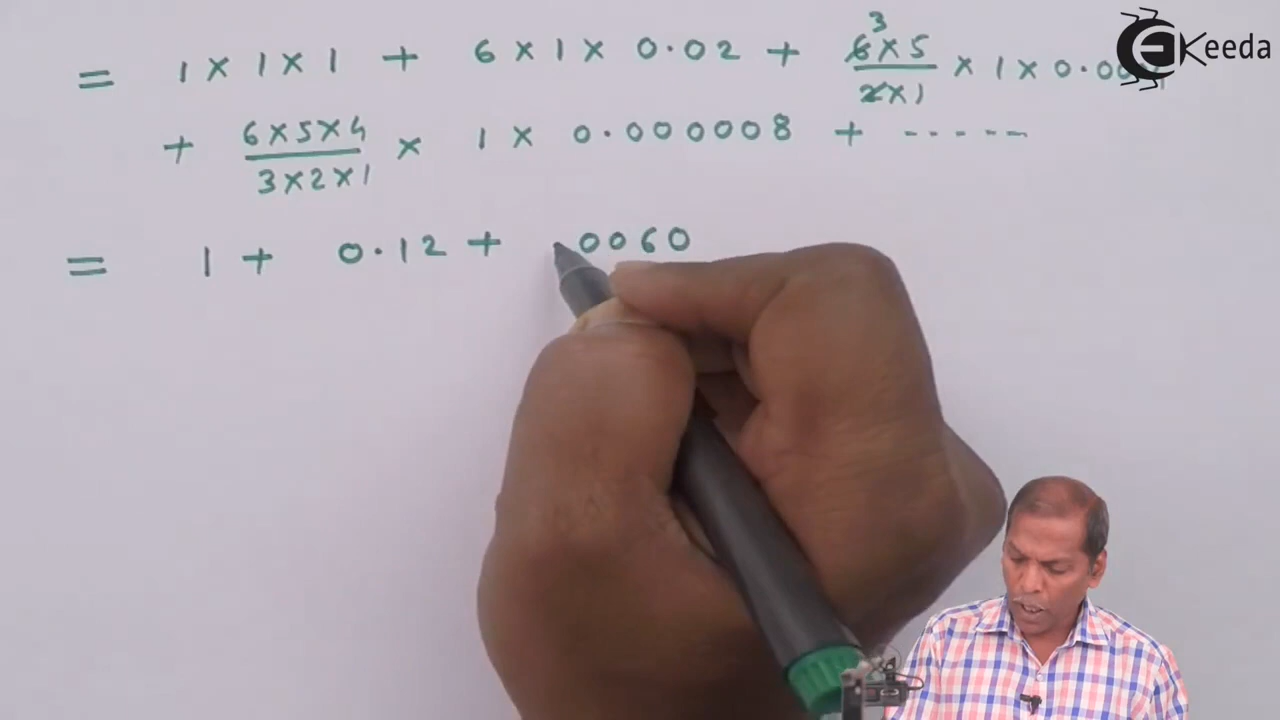 Keeda
= 1 × 1 × 1 + 6 × 1 × 0.02 + 6̶³ × 5 / 2̶ × 1 × 1 × 0.00
+ 6×5×4 / 3×2×1 × 1 × 0.000008 + -----
= 1 + 0.12 + 0060